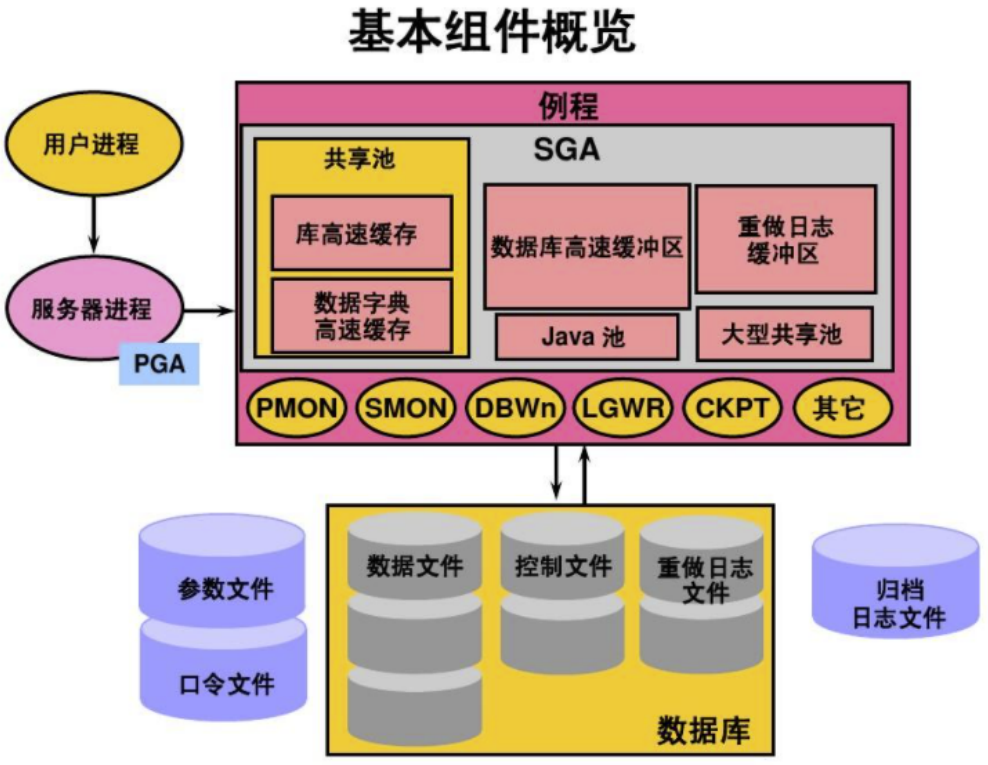 基本组件概览
用户进程
服务器进程
PGA
例程
SGA
共享池
库高速缓存
数据字典
高速缓存
数据库高速缓冲区
重做日志
缓冲区
Java 池
大型共享池
PMON
SMON
DBWn
LGWR
CKPT
其它
参数文件
口令文件
数据文件
控制文件
重做日志
文件
数据库
归档
日志文件